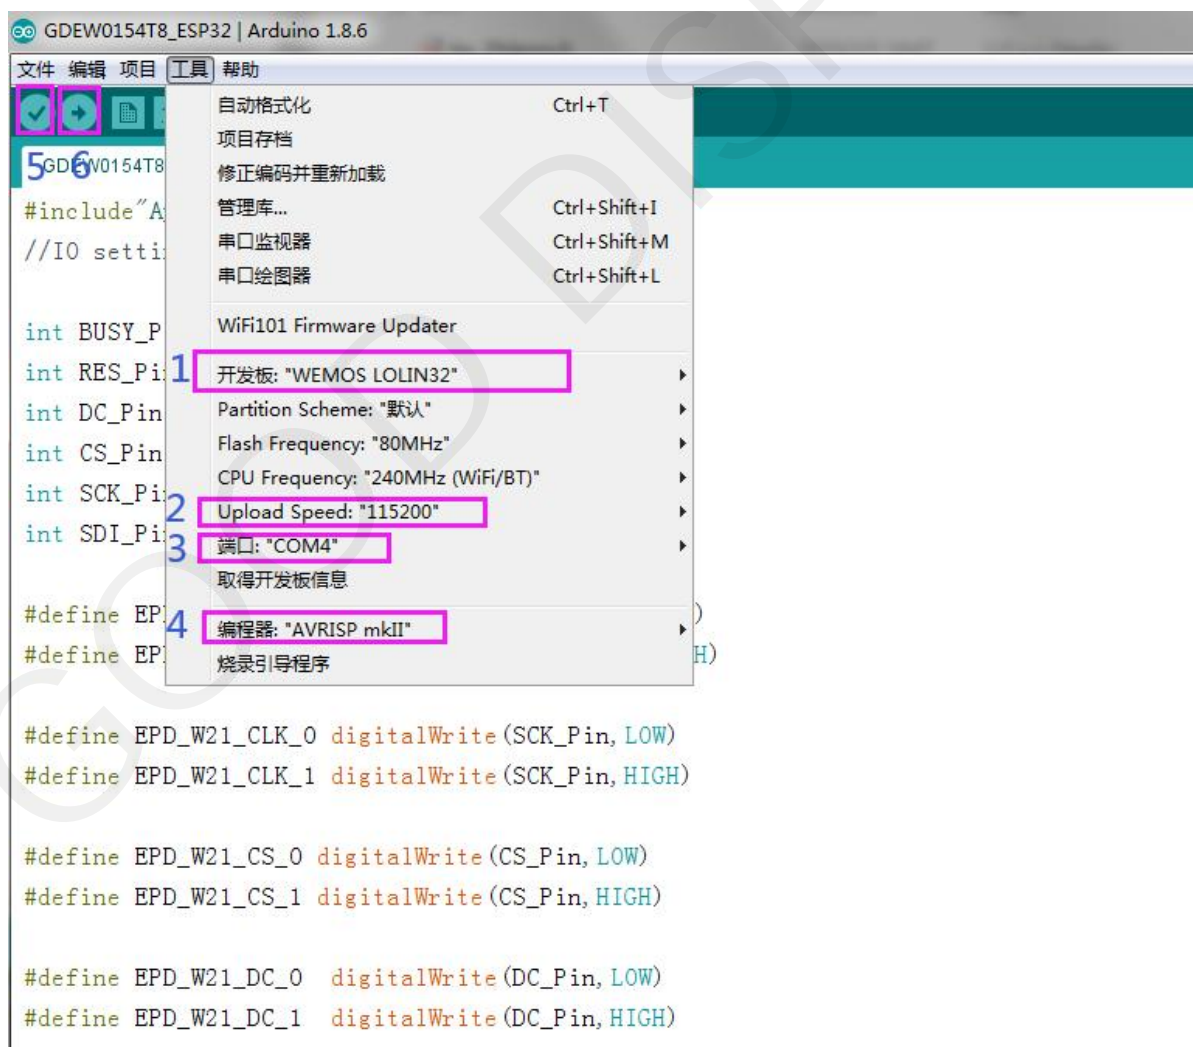 GDEW0154T8_ESP32 | Arduino 1.8.6
文件 编辑 项目 工具 帮助
自动格式化 Ctrl+T
项目存档
5 6 GDEW0154T8
修正编码并重新加载
#include"A
管理库... Ctrl+Shift+I
//IO setti
串口监视器 Ctrl+Shift+M
串口绘图器 Ctrl+Shift+L
int BUSY_P
WiFi101 Firmware Updater
int RES_Pi
1 开发板: "WEMOS LOLIN32"
int DC_Pin
Partition Scheme: "默认"
int CS_Pin
Flash Frequency: "80MHz"
CPU Frequency: "240MHz (WiFi/BT)"
int SCK_Pi
2 Upload Speed: "115200"
int SDI_Pi
3 端口: "COM4"
取得开发板信息
#define EP )
4 编程器: "AVRISP mkII"
#define EP H)
烧录引导程序
#define EPD_W21_CLK_0 digitalWrite(SCK_Pin,LOW)
#define EPD_W21_CLK_1 digitalWrite(SCK_Pin,HIGH)
#define EPD_W21_CS_0 digitalWrite(CS_Pin,LOW)
#define EPD_W21_CS_1 digitalWrite(CS_Pin,HIGH)
#define EPD_W21_DC_0 digitalWrite(DC_Pin,LOW)
#define EPD_W21_DC_1 digitalWrite(DC_Pin,HIGH)
GOOD DISP